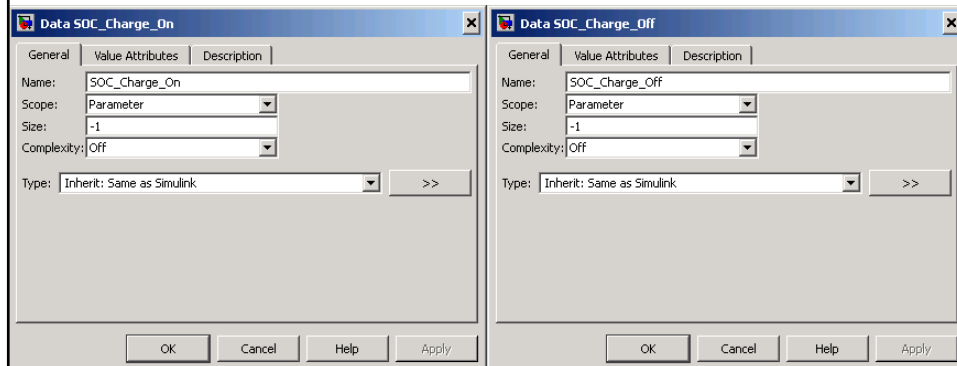 Data SOC_Charge_On
General Value Attributes Description
Name: SOC_Charge_On
Scope: Parameter
Size: -1
Complexity: Off
Type: Inherit: Same as Simulink >>
OK Cancel Help Apply
Data SOC_Charge_Off
General Value Attributes Description
Name: SOC_Charge_Off
Scope: Parameter
Size: -1
Complexity: Off
Type: Inherit: Same as Simulink >>
OK Cancel Help Apply